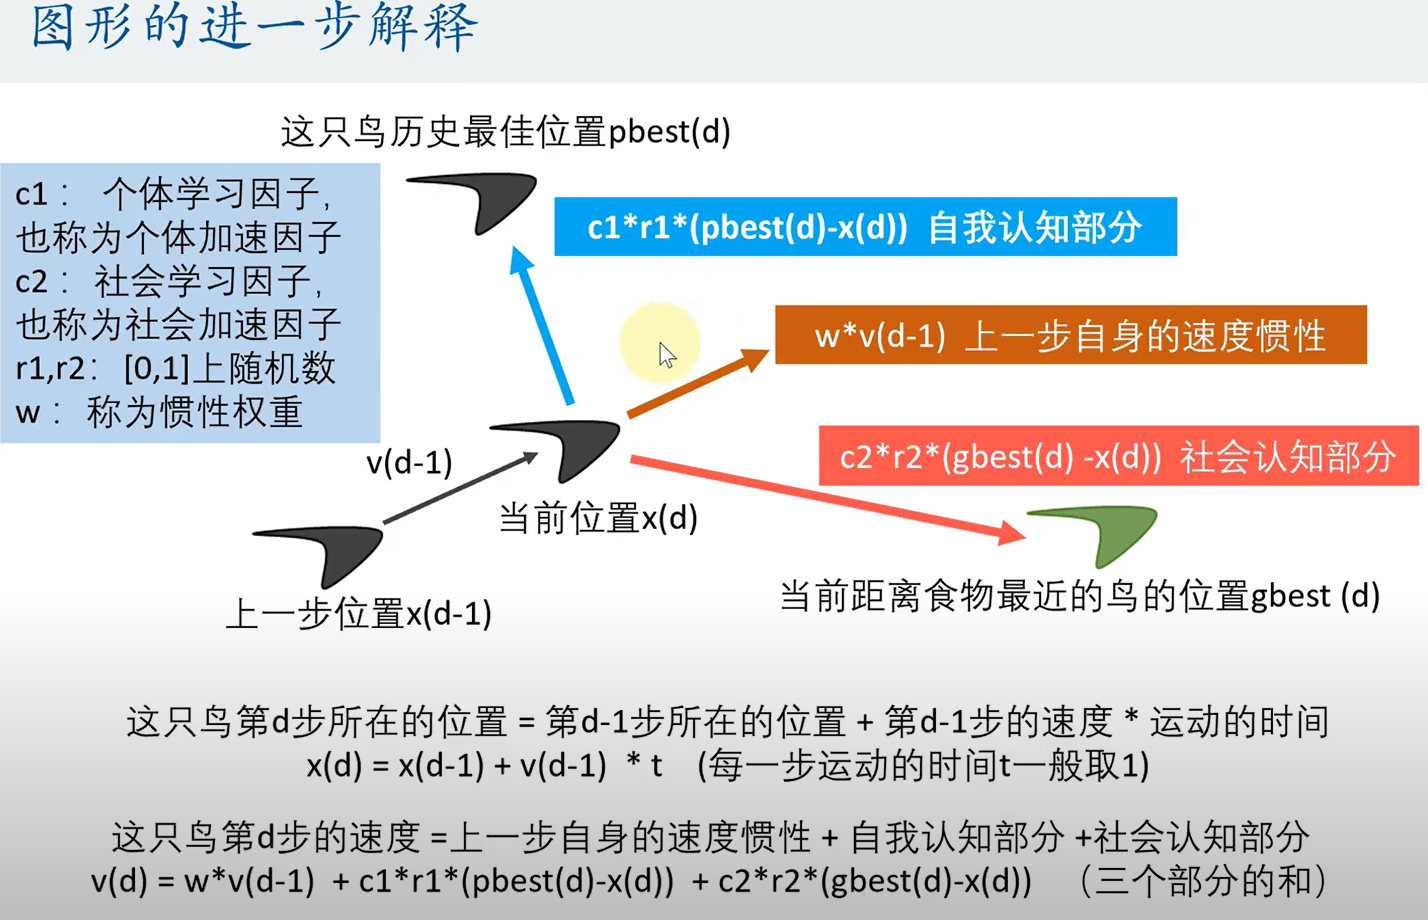 图形的进一步解释
这只鸟历史最佳位置pbest(d)
c1： 个体学习因子，
也称为个体加速因子
c2： 社会学习因子，
也称为社会加速因子
r1,r2：[0,1]上随机数
w： 称为惯性权重
c1*r1*(pbest(d)-x(d)) 自我认知部分
w*v(d-1) 上一步自身的速度惯性
c2*r2*(gbest(d) -x(d)) 社会认知部分
v(d-1)
当前位置x(d)
上一步位置x(d-1)
当前距离食物最近的鸟的位置gbest (d)
这只鸟第d步所在的位置 = 第d-1步所在的位置 + 第d-1步的速度 * 运动的时间
x(d) = x(d-1) + v(d-1) * t (每一步运动的时间t一般取1)
这只鸟第d步的速度 =上一步自身的速度惯性 + 自我认知部分 +社会认知部分
v(d) = w*v(d-1) + c1*r1*(pbest(d)-x(d)) + c2*r2*(gbest(d)-x(d)) （三个部分的和）